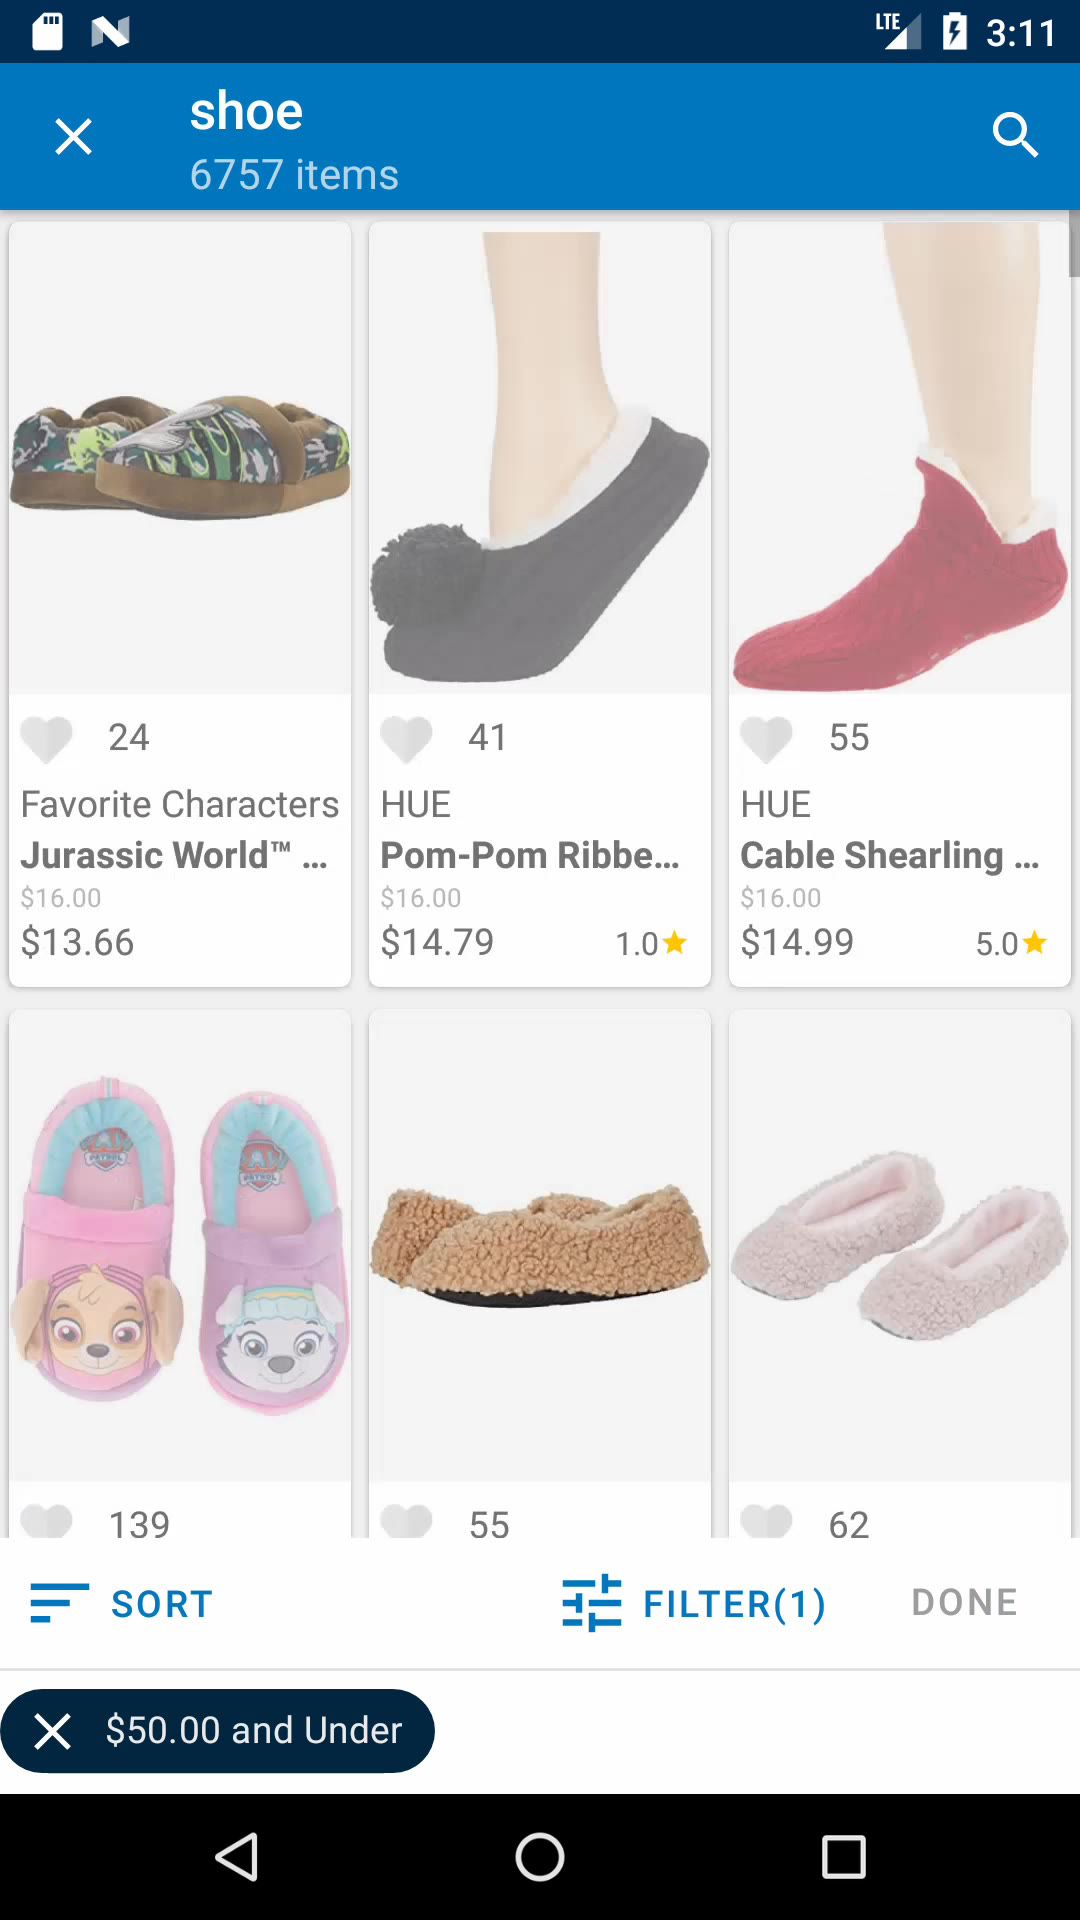 LTE 3:11
shoe
6757 items
24
Favorite Characters
Jurassic World™ ...
$16.00
$13.66
41
HUE
Pom-Pom Ribbe...
$16.00
$14.79 1.0
55
HUE
Cable Shearling ...
$16.00
$14.99 5.0
PAW
PATROL
PAW
PATROL
139
55
62
SORT
FILTER(1)
DONE
$50.00 and Under